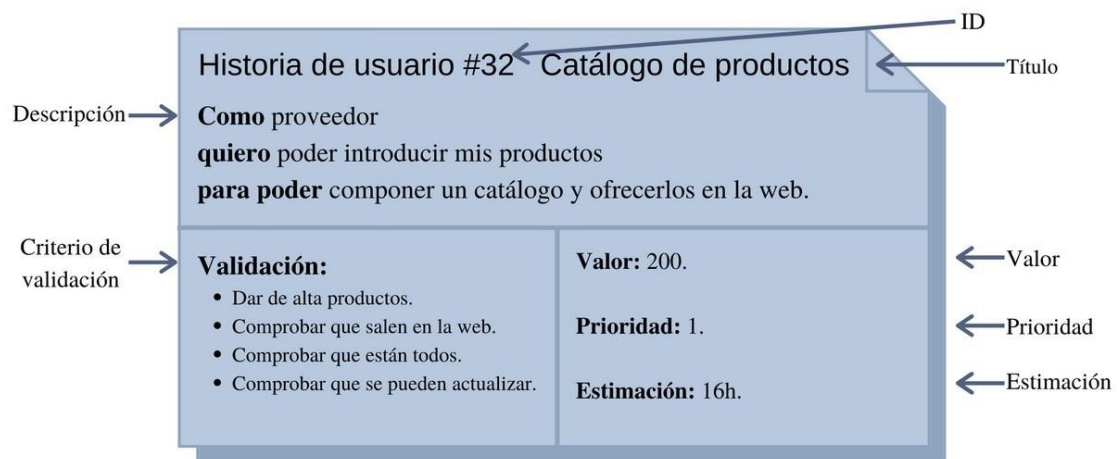 ID
Historia de usuario #32 Catálogo de productos
Título
Descripción
Como proveedor
quiero poder introducir mis productos
para poder componer un catálogo y ofrecerlos en la web.
Criterio de
validación
Validación:
• Dar de alta productos.
• Comprobar que salen en la web.
• Comprobar que están todos.
• Comprobar que se pueden actualizar.
Valor: 200.
Prioridad: 1.
Estimación: 16h.
Valor
Prioridad
Estimación